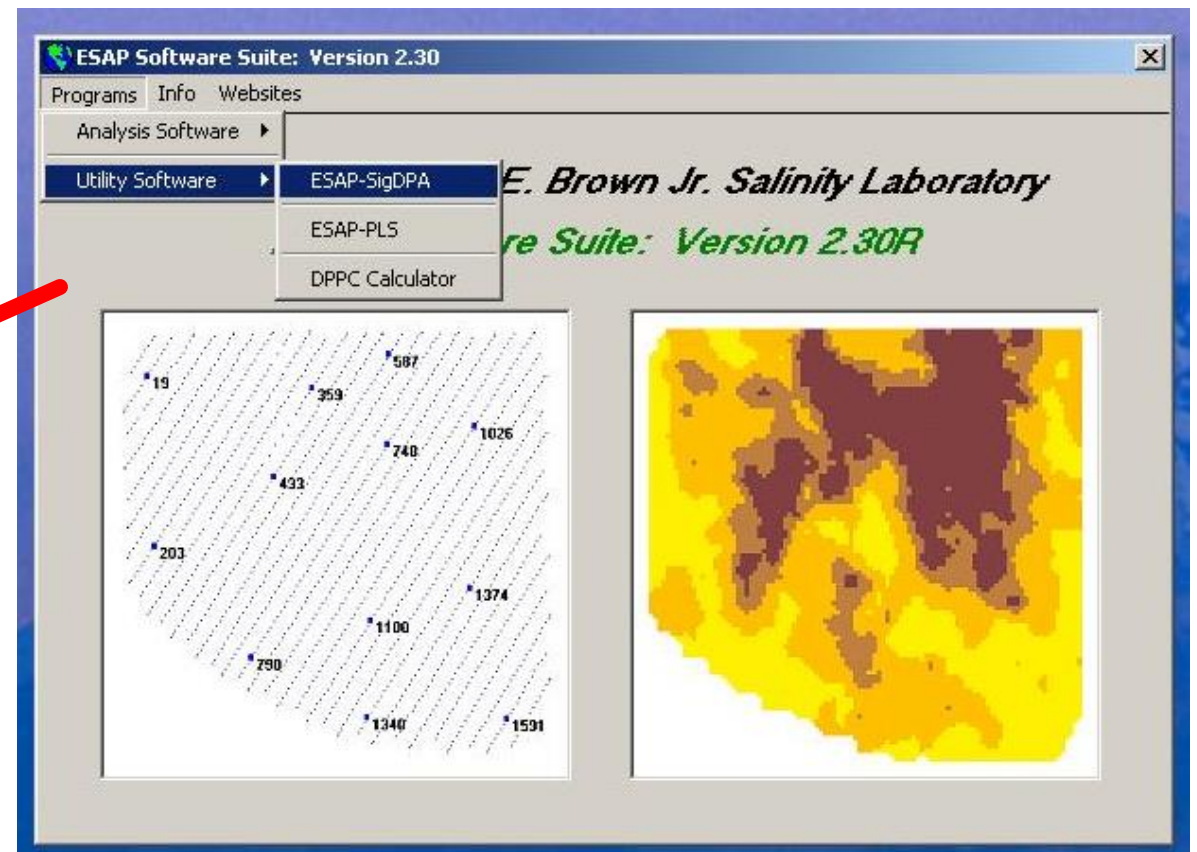 ESAP Software Suite: Version 2.30
Programs Info Websites
Analysis Software
Utility Software
ESAP-SigDPA
ESAP-PLS
DPPC Calculator
E. Brown Jr. Salinity Laboratory
re Suite: Version 2.30R
587
19
359
1026
748
433
203
1374
1100
790
1340
1591